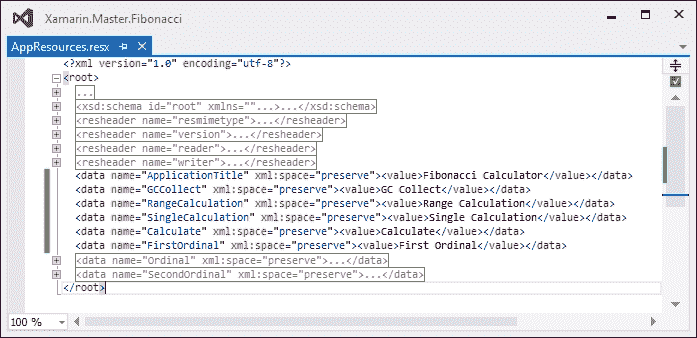 Xamarin.Master.Fibonacci
AppResources.resx
<?xml version="1.0" encoding="utf-8"?>
<root>
...
<xsd:schema id="root" xmlns=""...>...</xsd:schema>
<resheader name="resmimetype">...</resheader>
<resheader name="version">...</resheader>
<resheader name="reader">...</resheader>
<resheader name="writer">...</resheader>
<data name="ApplicationTitle" xml:space="preserve"><value>Fibonacci Calculator</value></data>
<data name="GCCollect" xml:space="preserve"><value>GC Collect</value></data>
<data name="RangeCalculation" xml:space="preserve"><value>Range Calculation</value></data>
<data name="SingleCalculation" xml:space="preserve"><value>Single Calculation</value></data>
<data name="Calculate" xml:space="preserve"><value>Calculate</value></data>
<data name="FirstOrdinal" xml:space="preserve"><value>First Ordinal</value></data>
<data name="Ordinal" xml:space="preserve">...</data>
<data name="SecondOrdinal" xml:space="preserve">...</data>
</root>
100 %